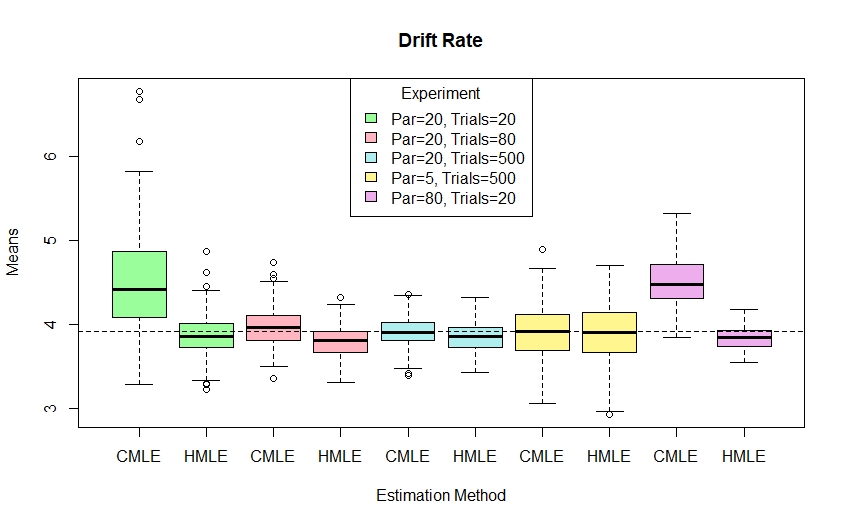 Drift Rate
Experiment
Par=20, Trials=20
Par=20, Trials=80
Par=20, Trials=500
Par=5, Trials=500
Par=80, Trials=20
Means
6
5
4
3
CMLE HMLE CMLE HMLE CMLE HMLE CMLE HMLE CMLE HMLE
Estimation Method